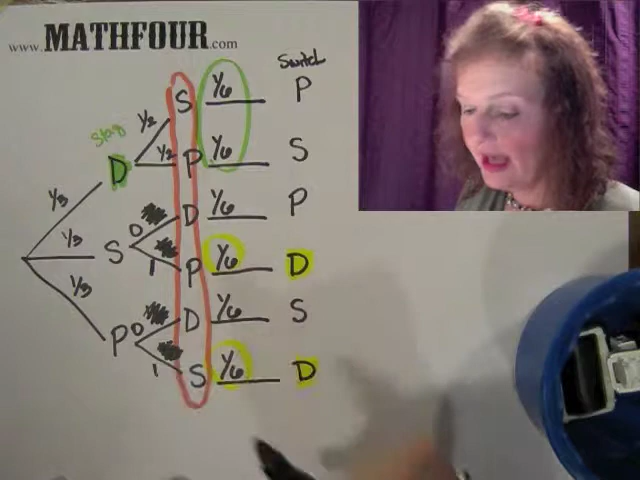 www.MATHFOUR.com
Switch
S 1/6 P
Stay 1/2
D 1/2 P 1/6 S
1/3 0 D 1/6 P
1/3 S
1/3 1 P 1/6 D
P 0 D 1/6 S
1 S 1/6 D